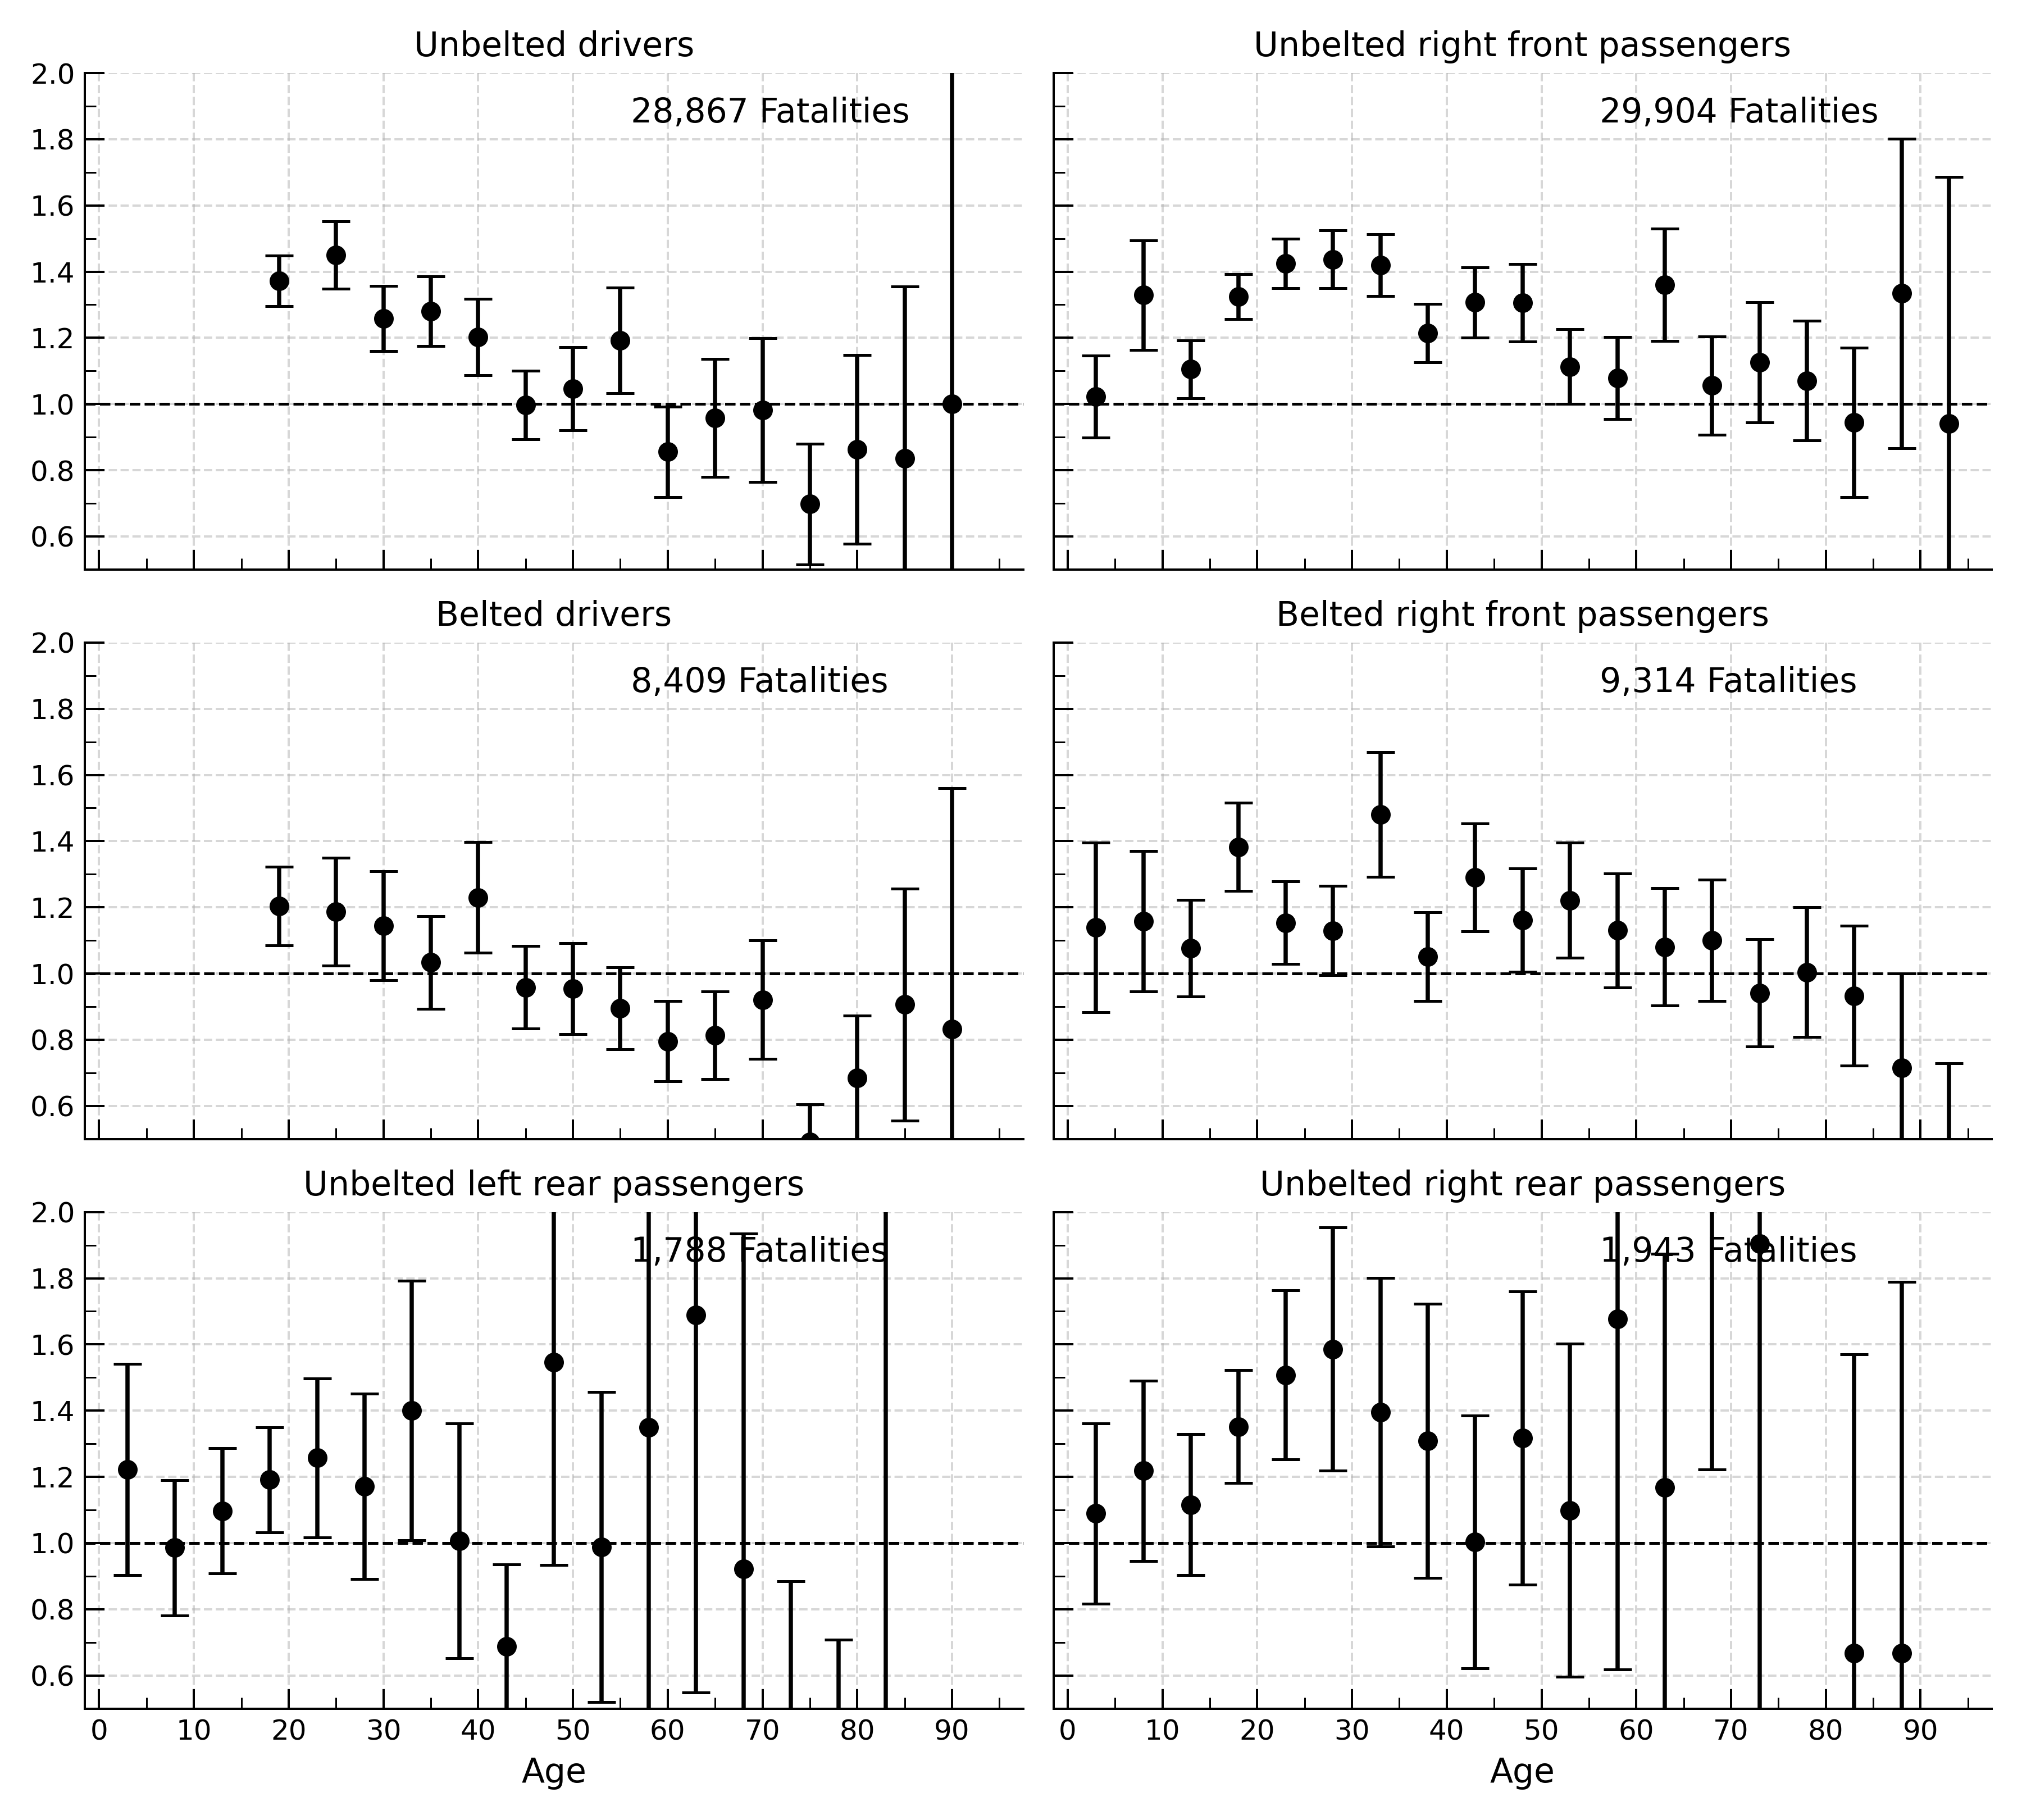 Unbelted drivers
Unbelted right front passengers
2.0
1.8
1.6
1.4
1.2
1.0
0.8
0.6
28,867 Fatalities
29,904 Fatalities
Belted drivers
Belted right front passengers
2.0
1.8
1.6
1.4
1.2
1.0
0.8
0.6
8,409 Fatalities
9,314 Fatalities
Unbelted left rear passengers
Unbelted right rear passengers
2.0
1.8
1.6
1.4
1.2
1.0
0.8
0.6
1,788 Fatalities
1,943 Fatalities
0 10 20 30 40 50 60 70 80 90
0 10 20 30 40 50 60 70 80 90
Age
Age